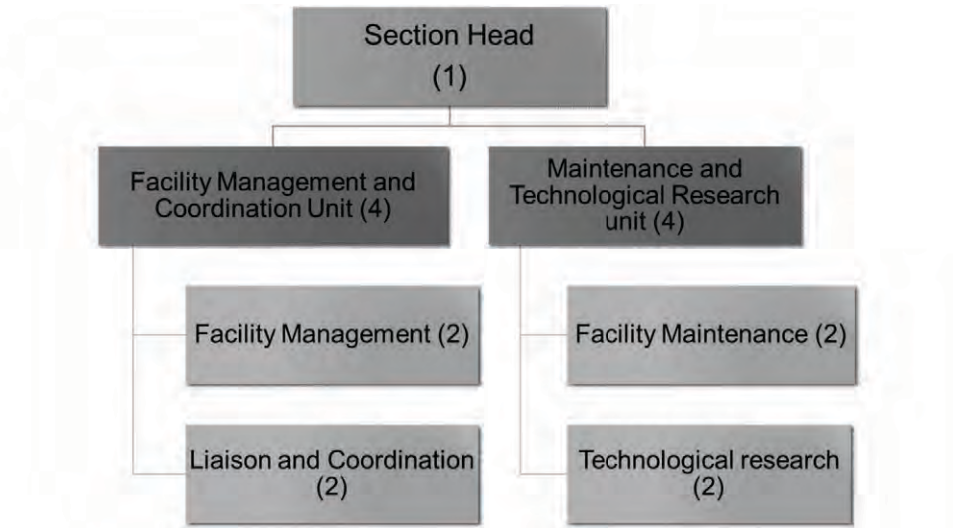 Section Head
(1)
Facility Management and
Coordination Unit (4)
Maintenance and
Technological Research
unit (4)
Facility Management (2)
Facility Maintenance (2)
Liaison and Coordination
(2)
Technological research
(2)